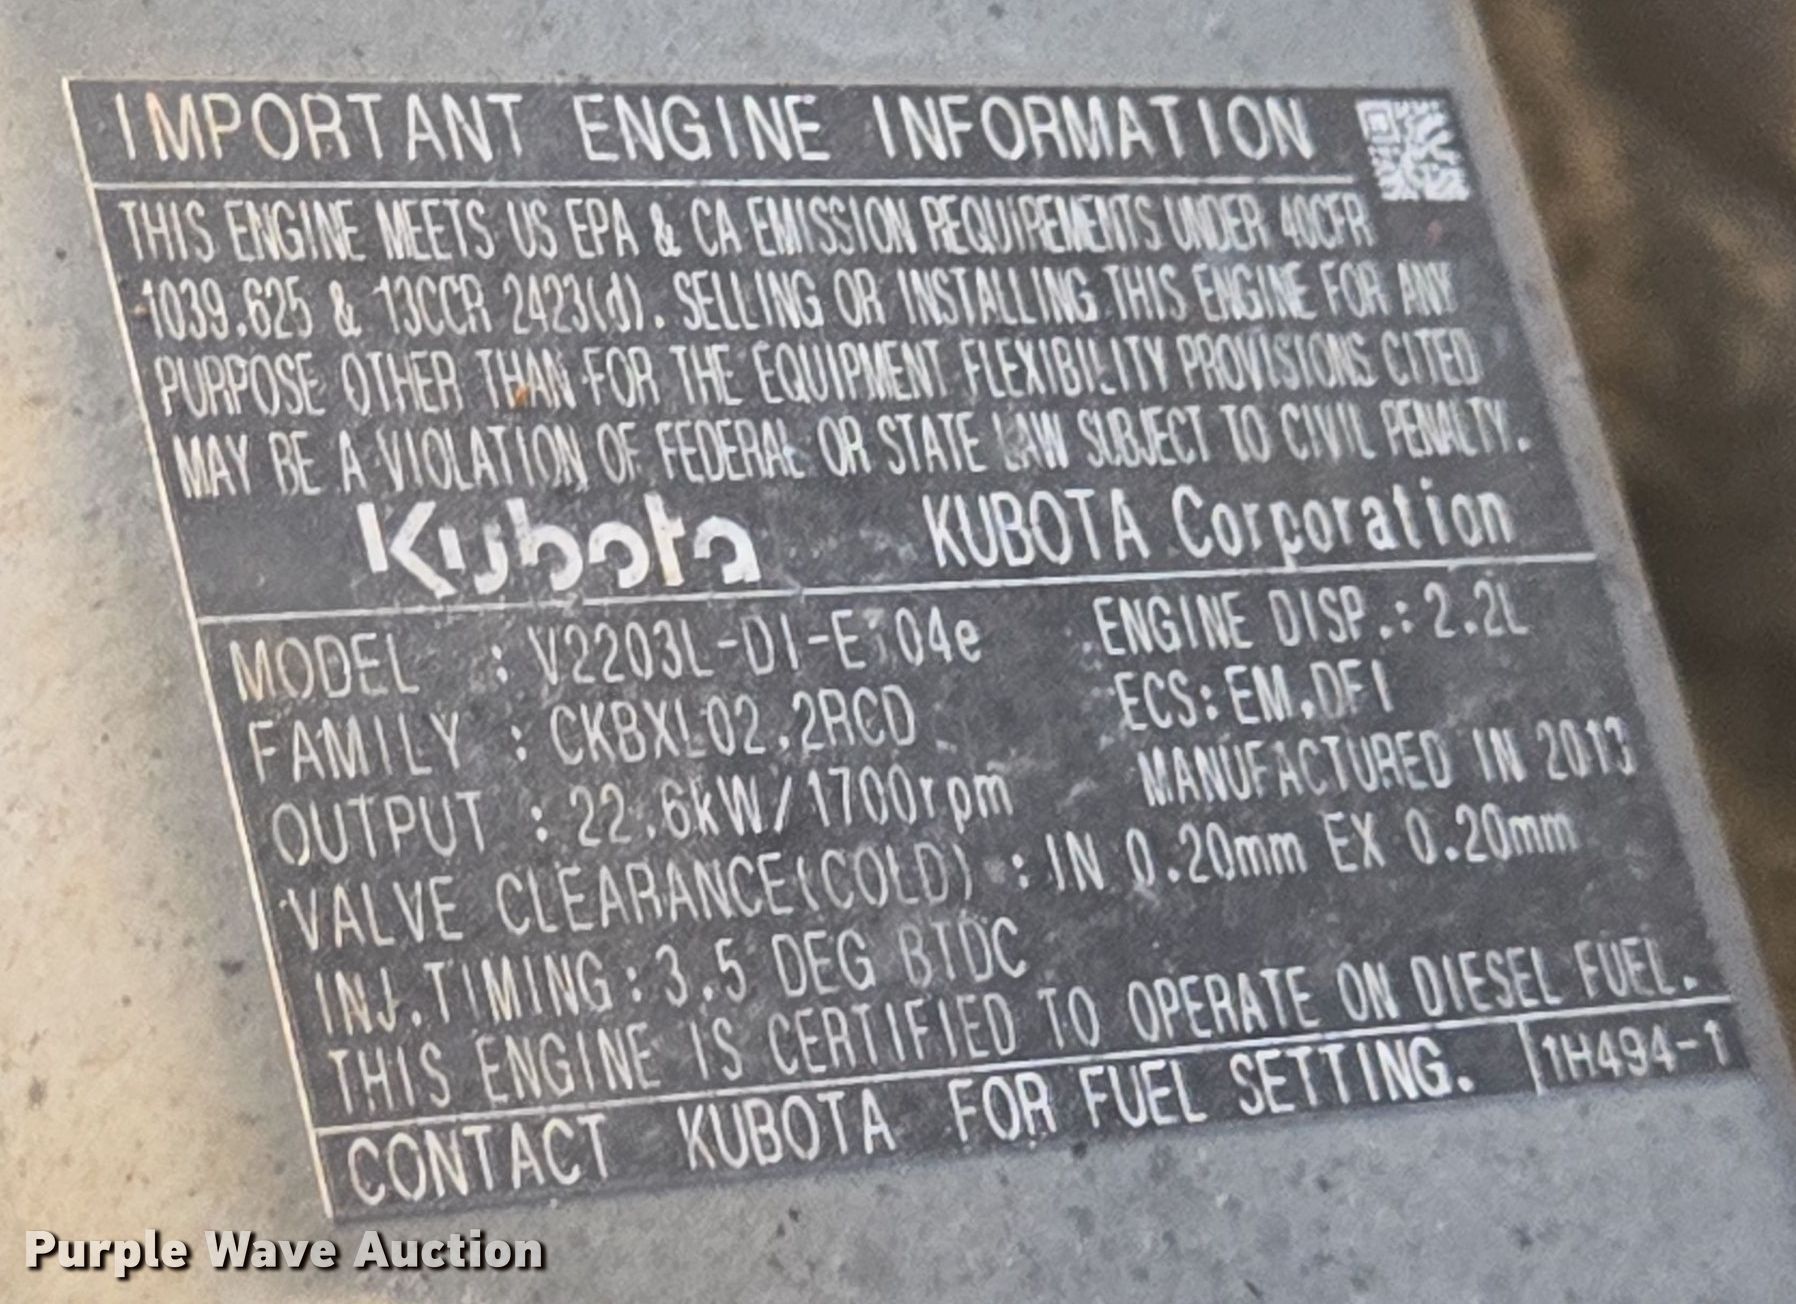 IMPORTANT ENGINE INFORMATION
THIS ENGINE MEETS US EPA & CA EMISSION REQUIREMENTS UNDER 40CFR
1039.625 & 13CCR 2423(d). SELLING OR INSTALLING THIS ENGINE FOR ANY
PURPOSE OTHER THAN FOR THE EQUIPMENT FLEXIBILITY PROVISIONS CITED
MAY BE A VIOLATION OF FEDERAL OR STATE LAW SUBJECT TO CIVIL PENALTY.
Kubota KUBOTA Corporation
MODEL : ENGINE DISP.: 2.2L
FAMILY : CKBXL02.2RCD ECS: EM.DFI
OUTPUT : 22.6kW/1700rpm MANUFACTURED IN 2013
VALVE CLEARANCE(COLD) : IN 0.20mm EX 0.20mm
INJ.TIMING : 3.5 DEG BTDC
THIS ENGINE IS CERTIFIED TO OPERATE ON DIESEL FUEL.
CONTACT KUBOTA FOR FUEL SETTING. 1H494-1
Purple Wave Auction